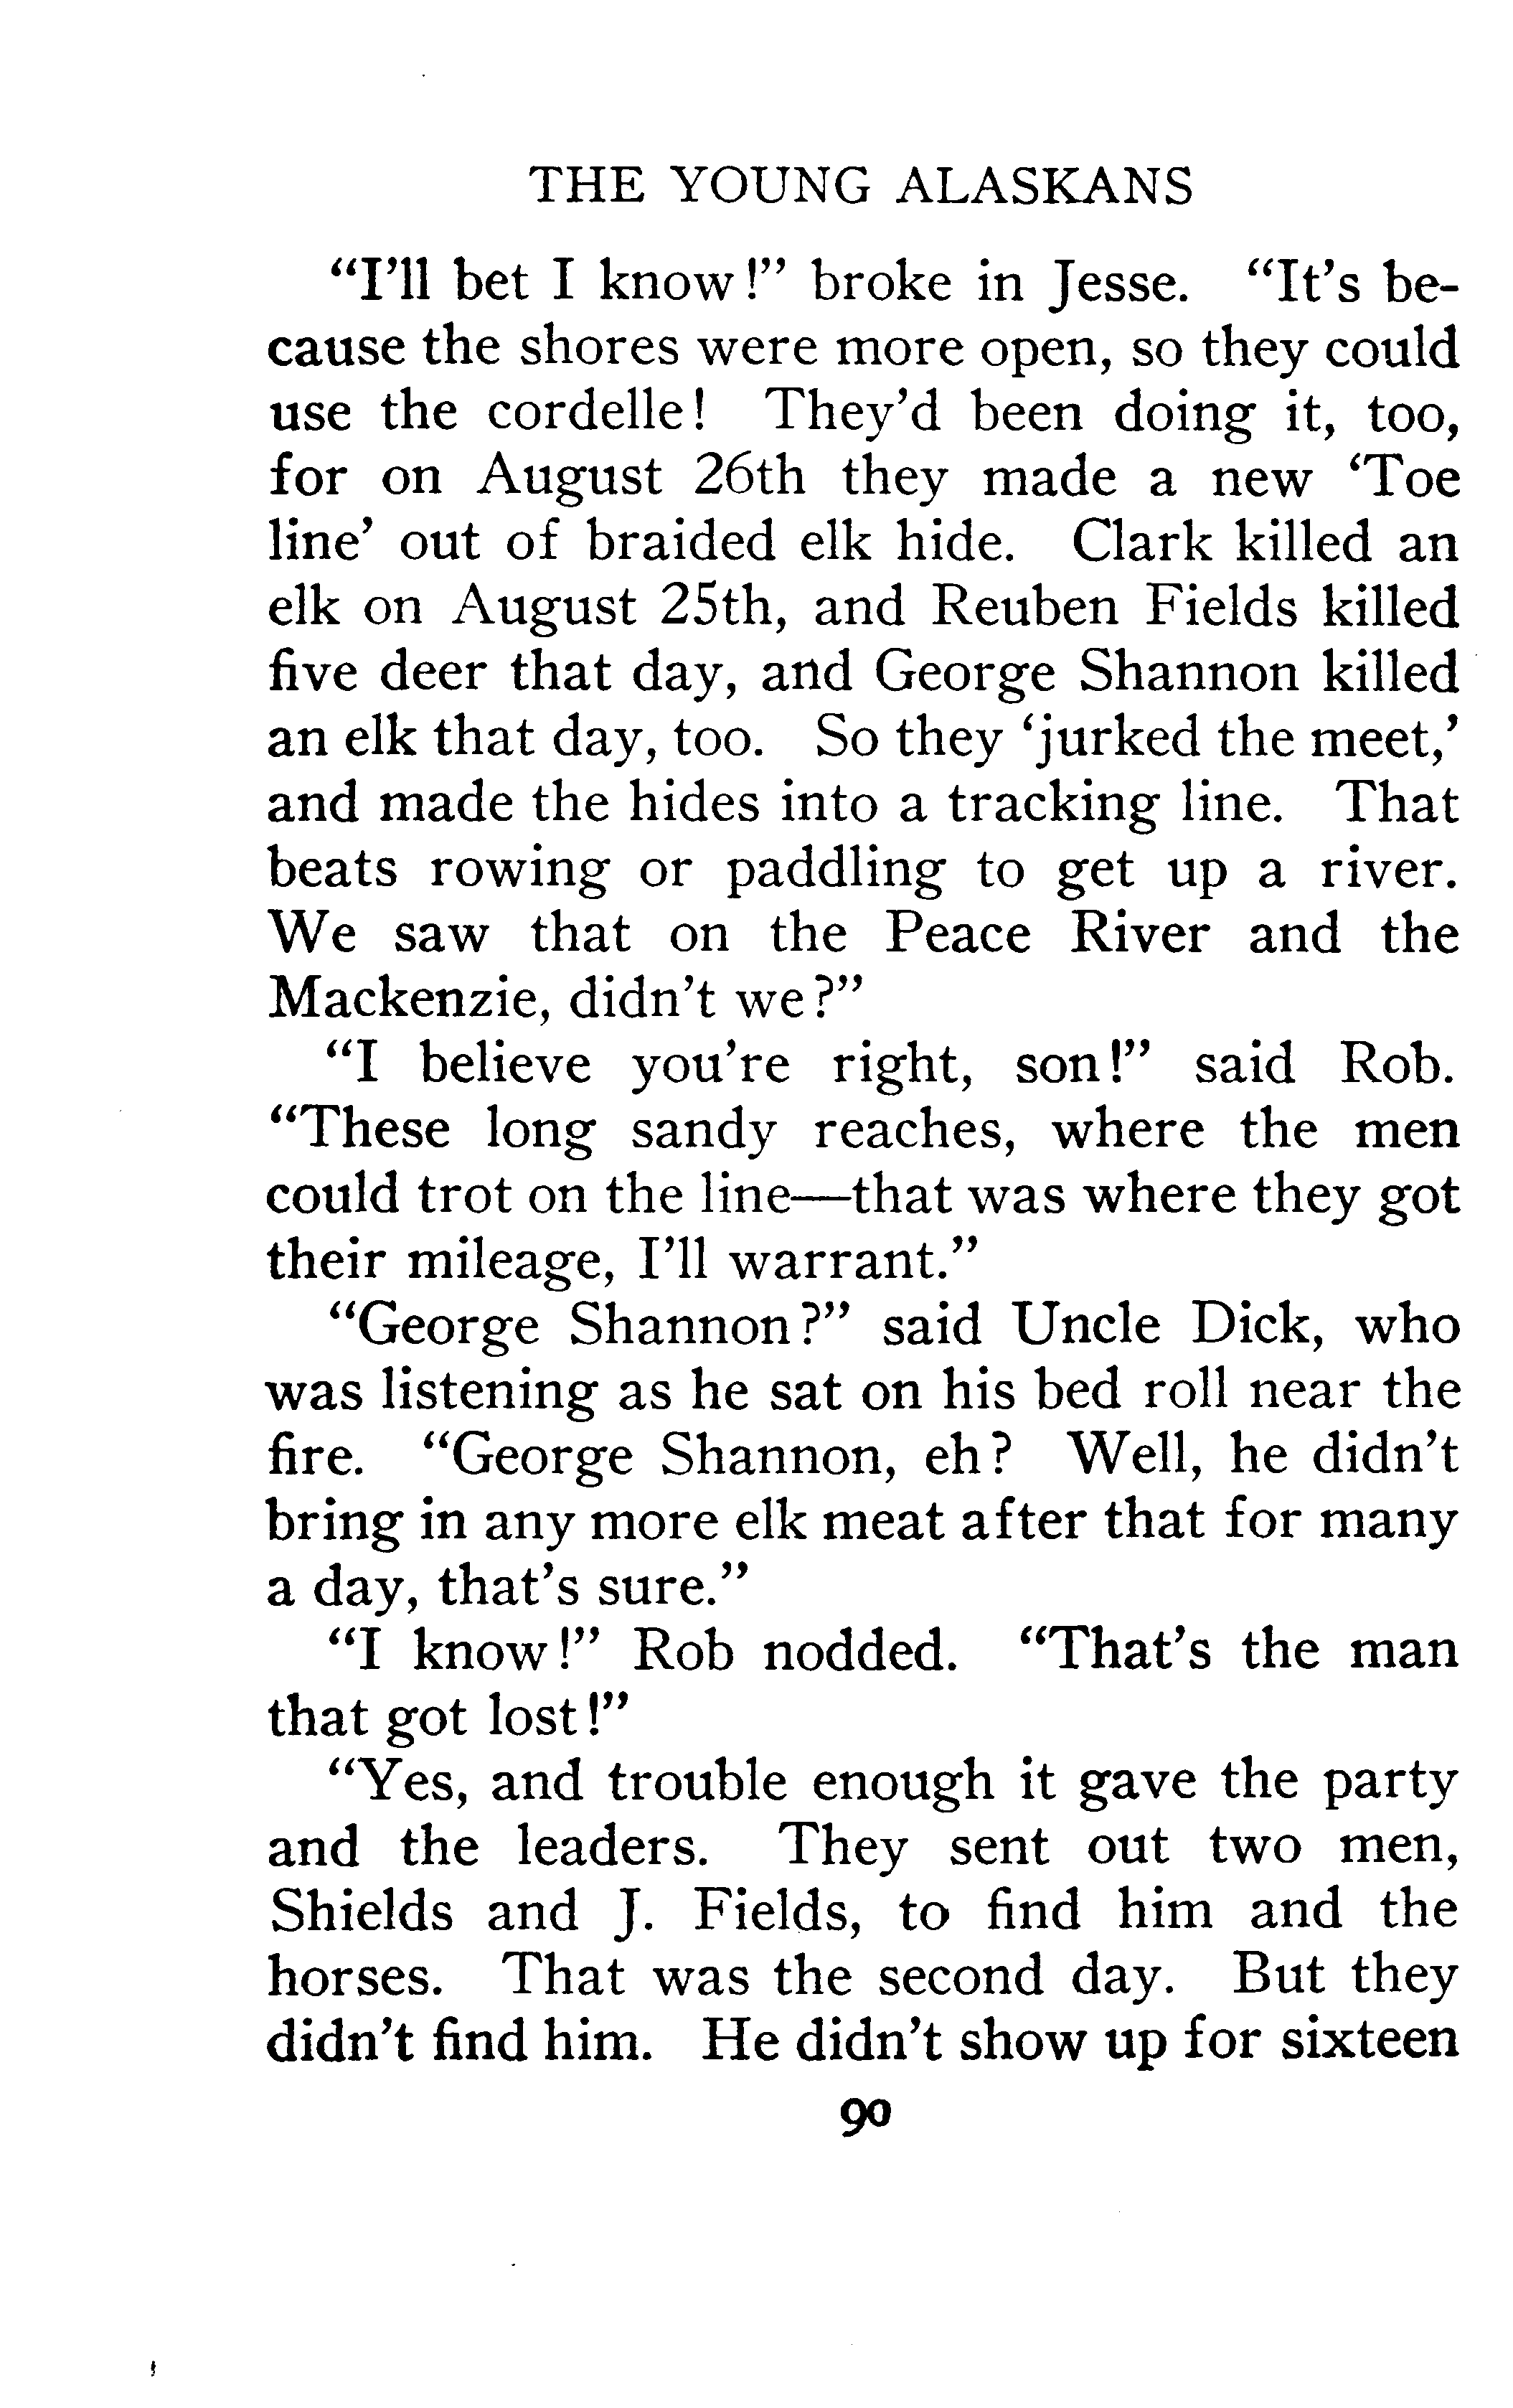 THE YOUNG ALASKANS
“I’ll bet I know!” broke in Jesse. “It’s be-
cause the shores were more open, so they could
use the cordelle! They’d been doing it, too,
for on August 26th they made a new ‘Toe
line’ out of braided elk hide. Clark killed an
elk on August 25th, and Reuben Fields killed
five deer that day, and George Shannon killed
an elk that day, too. So they ‘jurked the meet,’
and made the hides into a tracking line. That
beats rowing or paddling to get up a river.
We saw that on the Peace River and the
Mackenzie, didn’t we?”
“I believe you’re right, son!” said Rob.
“These long sandy reaches, where the men
could trot on the line—that was where they got
their mileage, I’ll warrant.”
“George Shannon?” said Uncle Dick, who
was listening as he sat on his bed roll near the
fire. “George Shannon, eh? Well, he didn’t
bring in any more elk meat after that for many
a day, that’s sure.”
“I know!” Rob nodded. “That’s the man
that got lost!”
“Yes, and trouble enough it gave the party
and the leaders. They sent out two men,
Shields and J. Fields, to find him and the
horses. That was the second day. But they
didn’t find him. He didn’t show up for sixteen
90